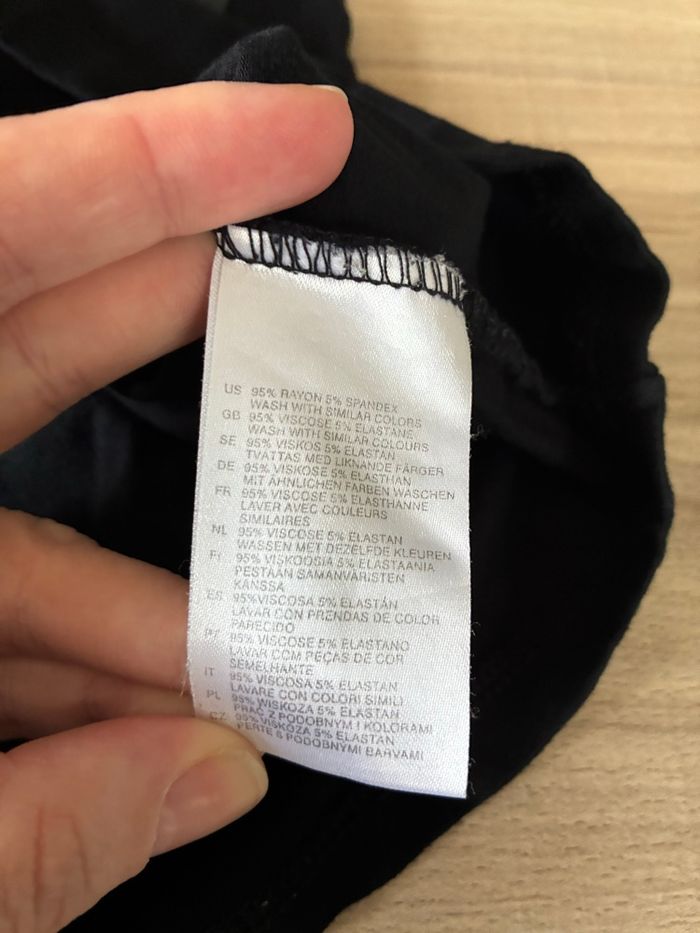 US 95% RAYON 5% SPANDEX
WASH WITH SIMILAR COLORS
GB 95% VISCOSE 5% ELASTANE
WASH WITH SIMILAR COLOURS
SE 95% VISKOS 5% ELASTAN
TVÄTTAS MED LIKNANDE FÄRGER
DE 95% VISKOSE 5% ELASTHAN
MIT ÄHNLICHEN FARBEN WASCHEN
FR 95% VISCOSE 5% ELASTHANNE
LAVER AVEC COULEURS
SIMILAIRES
NL 95% VISCOSE 5% ELASTAN
WASSEN MET DEZELFDE KLEUREN
FI 95% VISKOOSIA 5% ELASTAANIA
PESTÄÄN SAMANVÄRISTEN
KANSSA
ES 95%VISCOSA 5% ELASTÁN
LAVAR CON PRENDAS DE COLOR
PARECIDO
PT 95% VISCOSE 5% ELASTANO
LAVAR COM PEÇAS DE COR
SEMELHANTE
IT 95% VISCOSA 5% ELASTAN
LAVARE CON COLORI SIMILI
PL 95% WISKOZA 5% ELASTAN
PRAĆ Z PODOBNYMI KOLORAMI
CZ 95% VISKÓZA 5% ELASTAN
PERTE S PODOBNÝMI BARVAMI